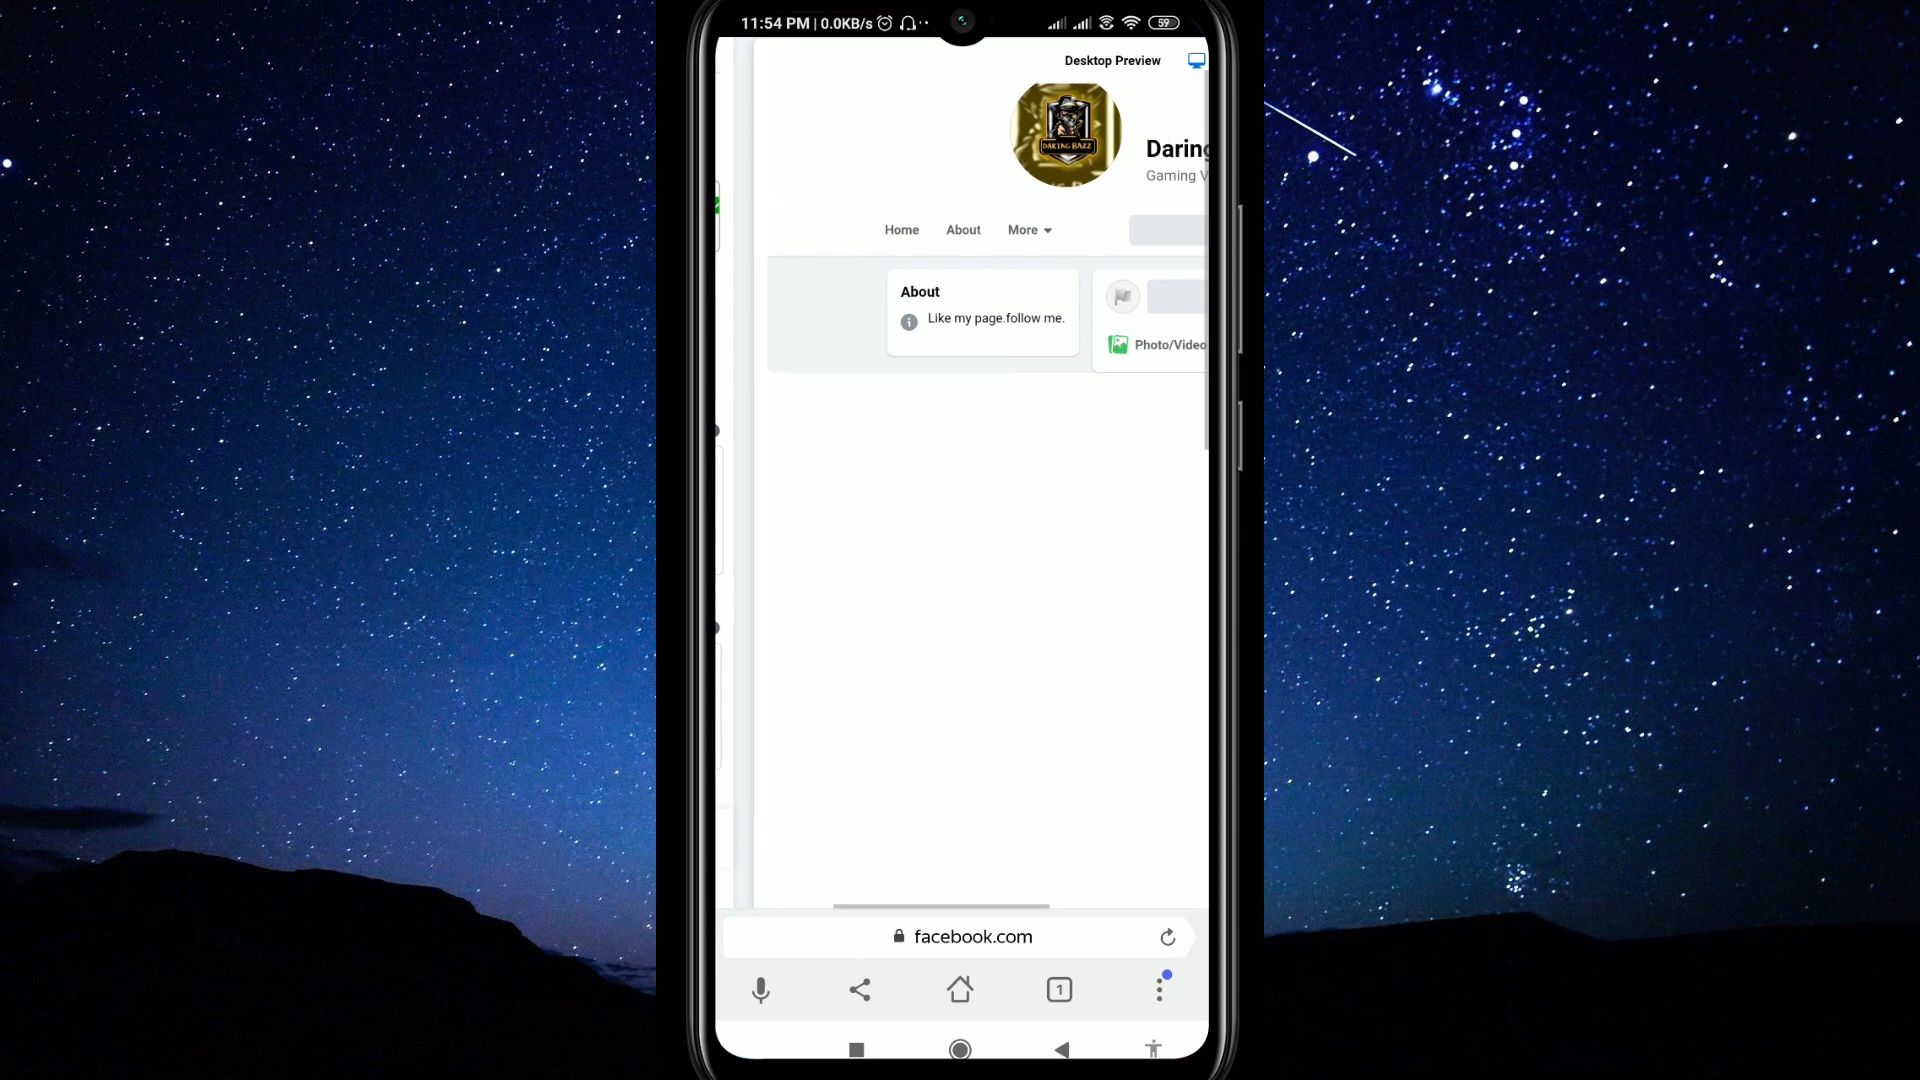 11:54 PM | 0.0KB/s
59
Desktop Preview
DARING BAZZ
Daring
Gaming V
Home About More
About
Like my page.follow me.
Photo/Video
facebook.com
1